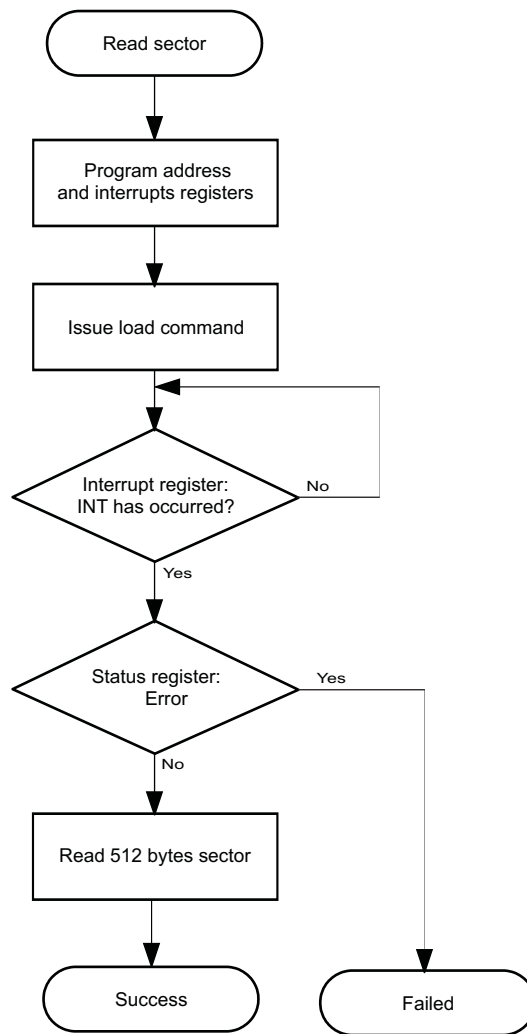 Read sector
Program address
and interrupts registers
Issue load command
Interrupt register:
INT has occurred?
No
Yes
Status register:
Error
Yes
No
Read 512 bytes sector
Success
Failed